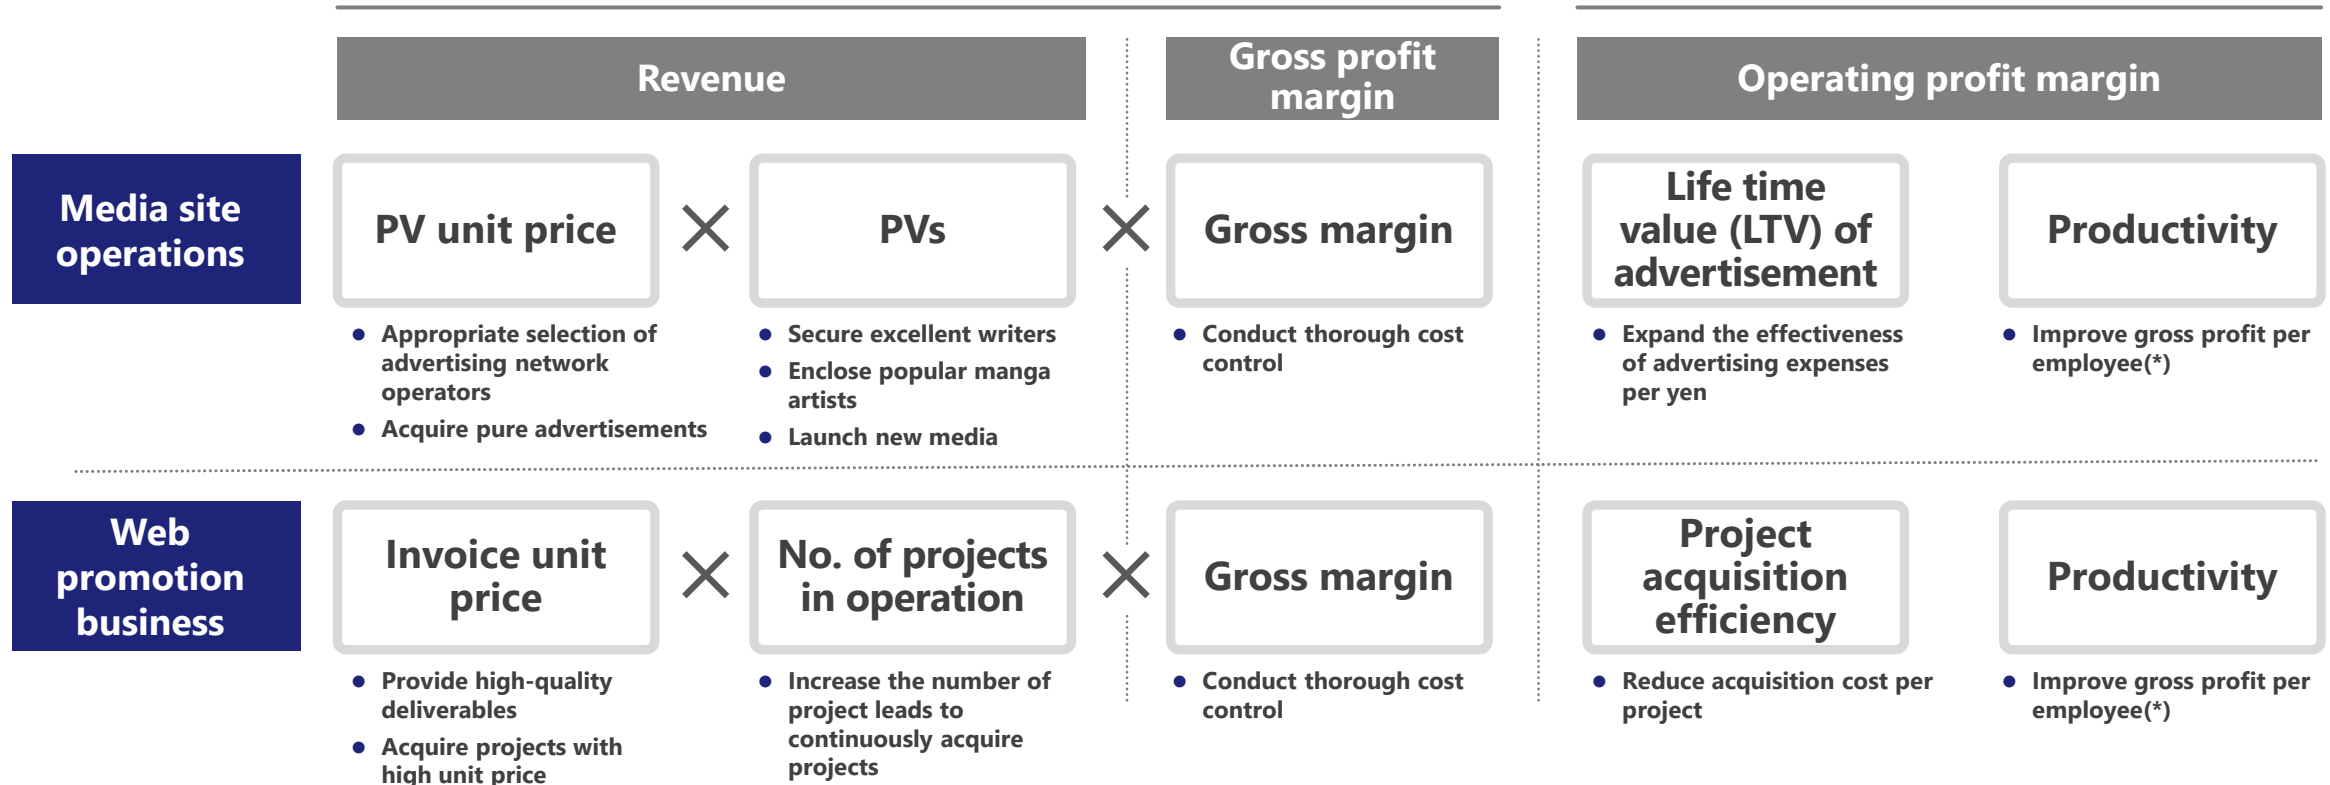 Revenue
Gross profit
margin
Operating profit margin
Media site
operations
PV unit price
PVs
Gross margin
Life time
value (LTV) of
advertisement
Productivity
Appropriate selection of
advertising network
operators
Acquire pure advertisements
Secure excellent writers
Enclose popular manga
artists
Launch new media
Conduct thorough cost
control
Expand the effectiveness
of advertising expenses
per yen
Improve gross profit per
employee(*)
Web
promotion
business
Invoice unit
price
No. of projects
in operation
Gross margin
Project
acquisition
efficiency
Productivity
Provide high-quality
deliverables
Acquire projects with
high unit price
Increase the number of
project leads to
continuously acquire
projects
Conduct thorough cost
control
Reduce acquisition cost per
project
Improve gross profit per
employee(*)